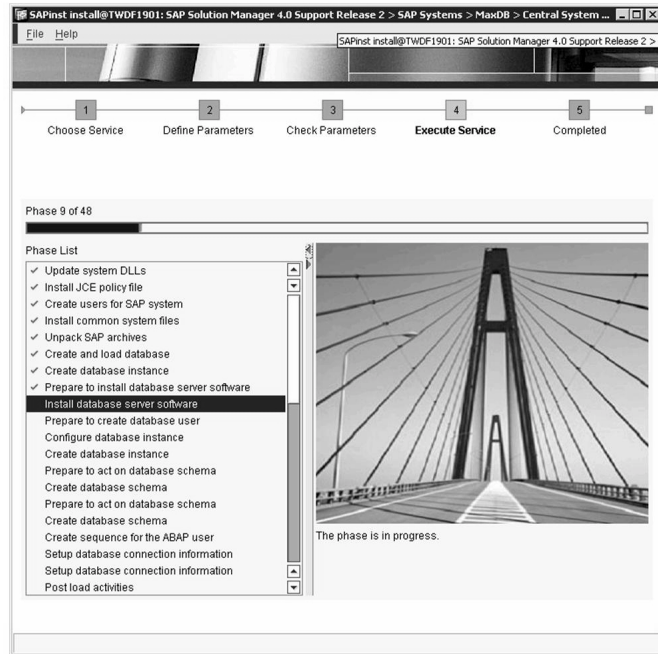 SAPinst install@TWDF1901: SAP Solution Manager 4.0 Support Release 2 > SAP Systems > MaxDB > Central System ...
File Help
SAPinst install@TWDF1901: SAP Solution Manager 4.0 Support Release 2 >
1 2 3 4 5
Choose Service Define Parameters Check Parameters Execute Service Completed
Phase 9 of 48
Phase List
Update system DLLs
Install JCE policy file
Create users for SAP system
Install common system files
Unpack SAP archives
Create and load database
Create database instance
Prepare to install database server software
Install database server software
Prepare to create database user
Configure database instance
Create database instance
Prepare to act on database schema
Create database schema
Prepare to act on database schema
Create database schema
Create sequence for the ABAP user
Setup database connection information
Setup database connection information
Post load activities
The phase is in progress.